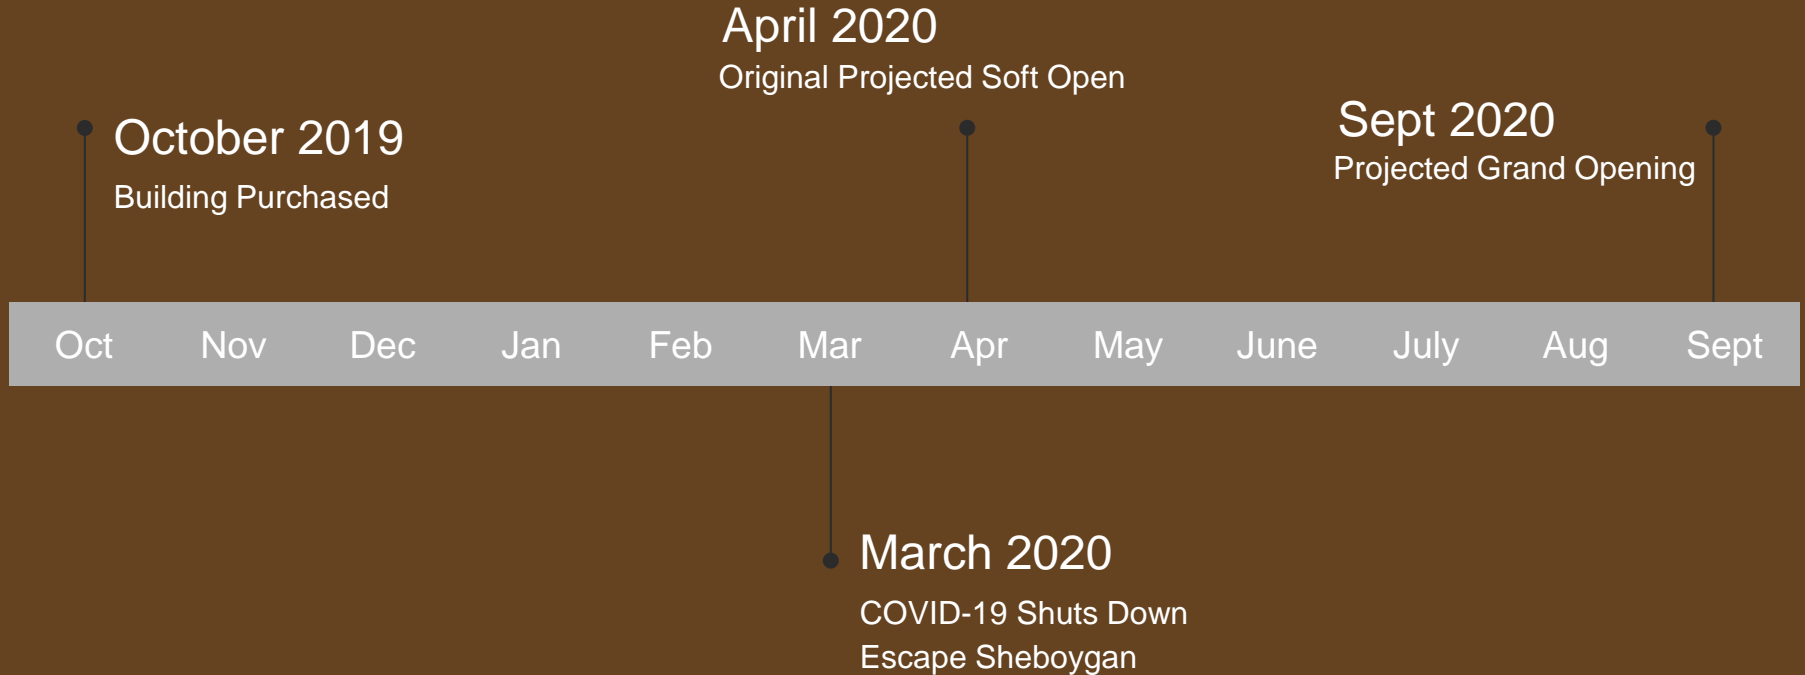 April 2020
Original Projected Soft Open
October 2019
Building Purchased
Sept 2020
Projected Grand Opening
Oct Nov Dec Jan Feb Mar Apr May June July Aug Sept
March 2020
COVID-19 Shuts Down
Escape Sheboygan